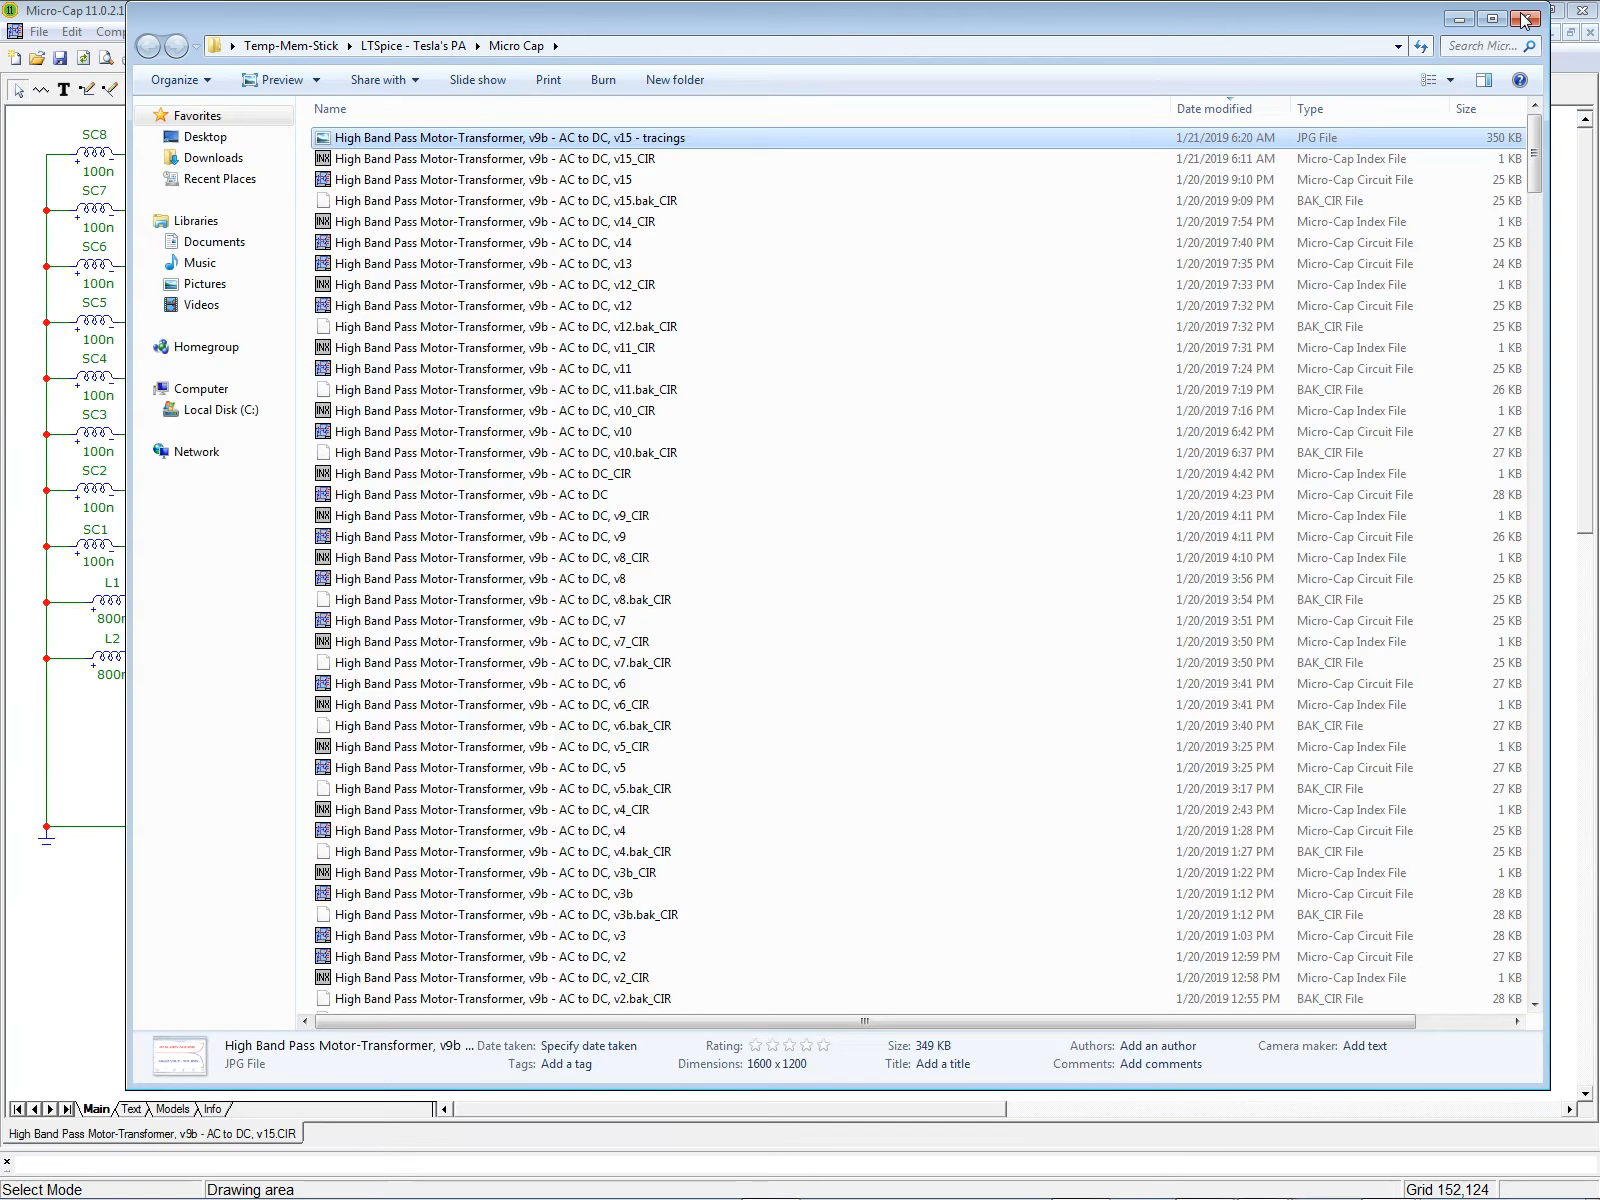 Micro-Cap 11.0.2.1
File Edit Comp
Temp-Mem-Stick LTSpice - Tesla's PA Micro Cap
Search Micr...
Organize Preview Share with Slide show Print Burn New folder
Name Date modified Type Size
Favorites
Desktop
Downloads
Recent Places
Libraries
Documents
Music
Pictures
Videos
Homegroup
Computer
Local Disk (C:)
Network
SC8
100n
SC7
100n
SC6
100n
SC5
100n
SC4
100n
SC3
100n
SC2
100n
SC1
100n
L1
800n
L2
800n
High Band Pass Motor-Transformer, v9b - AC to DC, v15 - tracings 1/21/2019 6:20 AM JPG File 350 KB
High Band Pass Motor-Transformer, v9b - AC to DC, v15_CIR 1/21/2019 6:11 AM Micro-Cap Index File 1 KB
High Band Pass Motor-Transformer, v9b - AC to DC, v15 1/20/2019 9:10 PM Micro-Cap Circuit File 25 KB
High Band Pass Motor-Transformer, v9b - AC to DC, v15.bak_CIR 1/20/2019 9:09 PM BAK_CIR File 25 KB
High Band Pass Motor-Transformer, v9b - AC to DC, v14_CIR 1/20/2019 7:54 PM Micro-Cap Index File 1 KB
High Band Pass Motor-Transformer, v9b - AC to DC, v14 1/20/2019 7:40 PM Micro-Cap Circuit File 25 KB
High Band Pass Motor-Transformer, v9b - AC to DC, v13 1/20/2019 7:35 PM Micro-Cap Circuit File 24 KB
High Band Pass Motor-Transformer, v9b - AC to DC, v12_CIR 1/20/2019 7:33 PM Micro-Cap Index File 1 KB
High Band Pass Motor-Transformer, v9b - AC to DC, v12 1/20/2019 7:32 PM Micro-Cap Circuit File 25 KB
High Band Pass Motor-Transformer, v9b - AC to DC, v12.bak_CIR 1/20/2019 7:32 PM BAK_CIR File 25 KB
High Band Pass Motor-Transformer, v9b - AC to DC, v11_CIR 1/20/2019 7:31 PM Micro-Cap Index File 1 KB
High Band Pass Motor-Transformer, v9b - AC to DC, v11 1/20/2019 7:24 PM Micro-Cap Circuit File 25 KB
High Band Pass Motor-Transformer, v9b - AC to DC, v11.bak_CIR 1/20/2019 7:19 PM BAK_CIR File 26 KB
High Band Pass Motor-Transformer, v9b - AC to DC, v10_CIR 1/20/2019 7:16 PM Micro-Cap Index File 1 KB
High Band Pass Motor-Transformer, v9b - AC to DC, v10 1/20/2019 6:42 PM Micro-Cap Circuit File 27 KB
High Band Pass Motor-Transformer, v9b - AC to DC, v10.bak_CIR 1/20/2019 6:37 PM BAK_CIR File 27 KB
High Band Pass Motor-Transformer, v9b - AC to DC_CIR 1/20/2019 4:42 PM Micro-Cap Index File 1 KB
High Band Pass Motor-Transformer, v9b - AC to DC 1/20/2019 4:23 PM Micro-Cap Circuit File 28 KB
High Band Pass Motor-Transformer, v9b - AC to DC, v9_CIR 1/20/2019 4:11 PM Micro-Cap Index File 1 KB
High Band Pass Motor-Transformer, v9b - AC to DC, v9 1/20/2019 4:11 PM Micro-Cap Circuit File 26 KB
High Band Pass Motor-Transformer, v9b - AC to DC, v8_CIR 1/20/2019 4:10 PM Micro-Cap Index File 1 KB
High Band Pass Motor-Transformer, v9b - AC to DC, v8 1/20/2019 3:56 PM Micro-Cap Circuit File 25 KB
High Band Pass Motor-Transformer, v9b - AC to DC, v8.bak_CIR 1/20/2019 3:54 PM BAK_CIR File 25 KB
High Band Pass Motor-Transformer, v9b - AC to DC, v7 1/20/2019 3:51 PM Micro-Cap Circuit File 25 KB
High Band Pass Motor-Transformer, v9b - AC to DC, v7_CIR 1/20/2019 3:50 PM Micro-Cap Index File 1 KB
High Band Pass Motor-Transformer, v9b - AC to DC, v7.bak_CIR 1/20/2019 3:50 PM BAK_CIR File 25 KB
High Band Pass Motor-Transformer, v9b - AC to DC, v6 1/20/2019 3:41 PM Micro-Cap Circuit File 27 KB
High Band Pass Motor-Transformer, v9b - AC to DC, v6_CIR 1/20/2019 3:41 PM Micro-Cap Index File 1 KB
High Band Pass Motor-Transformer, v9b - AC to DC, v6.bak_CIR 1/20/2019 3:40 PM BAK_CIR File 27 KB
High Band Pass Motor-Transformer, v9b - AC to DC, v5_CIR 1/20/2019 3:25 PM Micro-Cap Index File 1 KB
High Band Pass Motor-Transformer, v9b - AC to DC, v5 1/20/2019 3:25 PM Micro-Cap Circuit File 27 KB
High Band Pass Motor-Transformer, v9b - AC to DC, v5.bak_CIR 1/20/2019 3:17 PM BAK_CIR File 27 KB
High Band Pass Motor-Transformer, v9b - AC to DC, v4_CIR 1/20/2019 2:43 PM Micro-Cap Index File 1 KB
High Band Pass Motor-Transformer, v9b - AC to DC, v4 1/20/2019 1:28 PM Micro-Cap Circuit File 25 KB
High Band Pass Motor-Transformer, v9b - AC to DC, v4.bak_CIR 1/20/2019 1:27 PM BAK_CIR File 25 KB
High Band Pass Motor-Transformer, v9b - AC to DC, v3b_CIR 1/20/2019 1:22 PM Micro-Cap Index File 1 KB
High Band Pass Motor-Transformer, v9b - AC to DC, v3b 1/20/2019 1:12 PM Micro-Cap Circuit File 28 KB
High Band Pass Motor-Transformer, v9b - AC to DC, v3b.bak_CIR 1/20/2019 1:12 PM BAK_CIR File 28 KB
High Band Pass Motor-Transformer, v9b - AC to DC, v3 1/20/2019 1:03 PM Micro-Cap Circuit File 28 KB
High Band Pass Motor-Transformer, v9b - AC to DC, v2 1/20/2019 12:59 PM Micro-Cap Circuit File 27 KB
High Band Pass Motor-Transformer, v9b - AC to DC, v2_CIR 1/20/2019 12:58 PM Micro-Cap Index File 1 KB
High Band Pass Motor-Transformer, v9b - AC to DC, v2.bak_CIR 1/20/2019 12:55 PM BAK_CIR File 28 KB
High Band Pass Motor-Transformer, v9b ... Date taken: Specify date taken Rating: Size: 349 KB Authors: Add an author Camera maker: Add text
JPG File Tags: Add a tag Dimensions: 1600 x 1200 Title: Add a title Comments: Add comments
Main Text Models Info
High Band Pass Motor-Transformer, v9b - AC to DC, v15.CIR
Select Mode Drawing area Grid 152,124